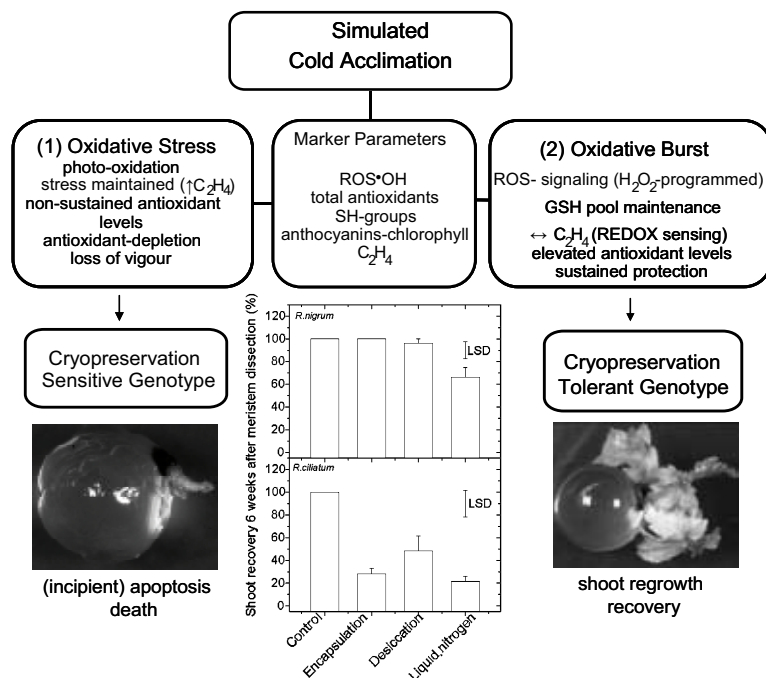 Simulated
Cold Acclimation
(1) Oxidative Stress
photo-oxidation
stress maintained (↑C₂H₄)
non-sustained antioxidant
levels
antioxidant-depletion
loss of vigour
Marker Parameters
ROS•OH
total antioxidants
SH-groups
anthocyanins-chlorophyll
C₂H₄
(2) Oxidative Burst
ROS- signaling (H₂O₂-programmed)
GSH pool maintenance
↔ C₂H₄ (REDOX sensing)
elevated antioxidant levels
sustained protection
Cryopreservation
Sensitive Genotype
(incipient) apoptosis
death
Shoot recovery 6 weeks after meristem dissection (%)
R.nigrum
100
80
60
40
20
0
LSD
R.ciliatum
100
80
60
40
20
0
LSD
Control
Encapsulation
Desiccation
Liquid nitrogen
Cryopreservation
Tolerant Genotype
shoot regrowth
recovery